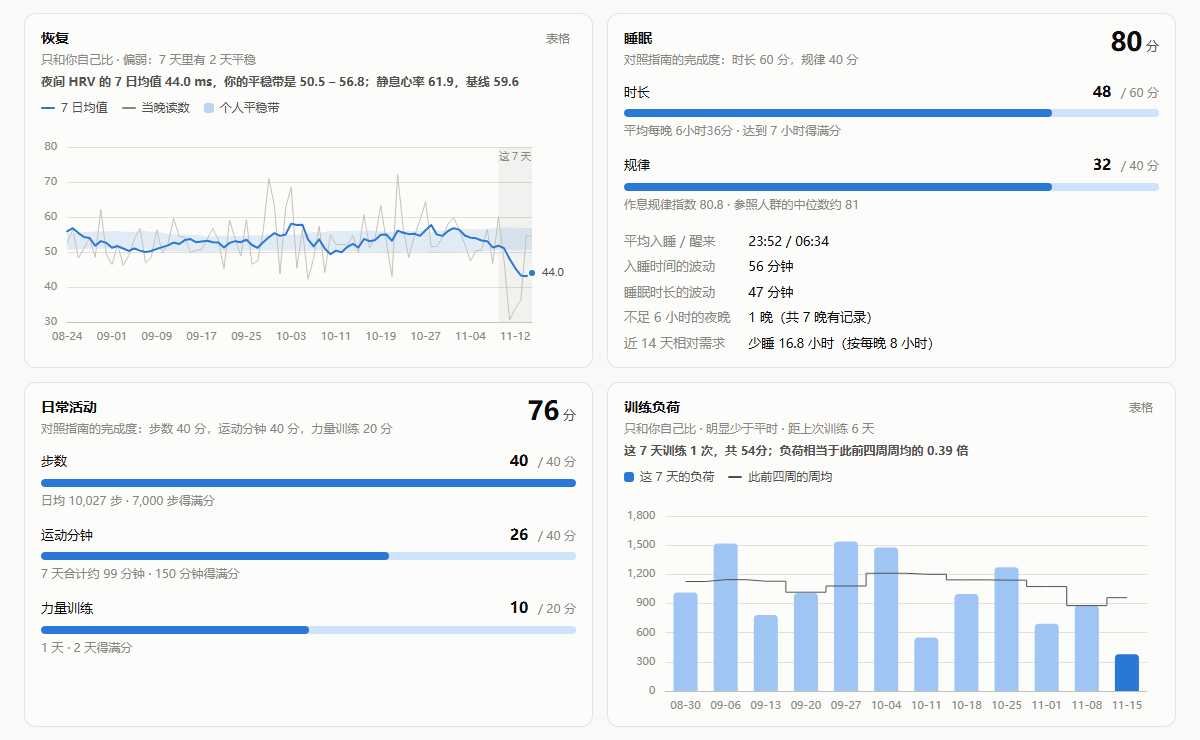 恢复
表格
只和你自己比 · 偏弱：7 天里有 2 天平稳
夜间 HRV 的 7 日均值 44.0 ms，你的平稳带是 50.5 – 56.8；静息心率 61.9，基线 59.6
7 日均值 当晚读数 个人平稳带
80
这 7 天
70
60
50
44.0
40
30
08-24 09-01 09-09 09-17 09-25 10-03 10-11 10-19 10-27 11-04 11-12
睡眠
80 分
对照指南的完成度：时长 60 分，规律 40 分
时长
48 / 60 分
平均每晚 6小时36分 · 达到 7 小时得满分
规律
32 / 40 分
作息规律指数 80.8 · 参照人群的中位数约 81
平均入睡 / 醒来 23:52 / 06:34
入睡时间的波动 56 分钟
睡眠时长的波动 47 分钟
不足 6 小时的夜晚 1 晚（共 7 晚有记录）
近 14 天相对需求 少睡 16.8 小时（按每晚 8 小时）
日常活动
76 分
对照指南的完成度：步数 40 分，运动分钟 40 分，力量训练 20 分
步数
40 / 40 分
日均 10,027 步 · 7,000 步得满分
运动分钟
26 / 40 分
7 天合计约 99 分钟 · 150 分钟得满分
力量训练
10 / 20 分
1 天 · 2 天得满分
训练负荷
表格
只和你自己比 · 明显少于平时 · 距上次训练 6 天
这 7 天训练 1 次，共 54分；负荷相当于此前四周周均的 0.39 倍
这 7 天的负荷 此前四周的周均
1,800
1,500
1,200
900
600
300
0
08-30 09-06 09-13 09-20 09-27 10-04 10-11 10-18 10-25 11-01 11-08 11-15